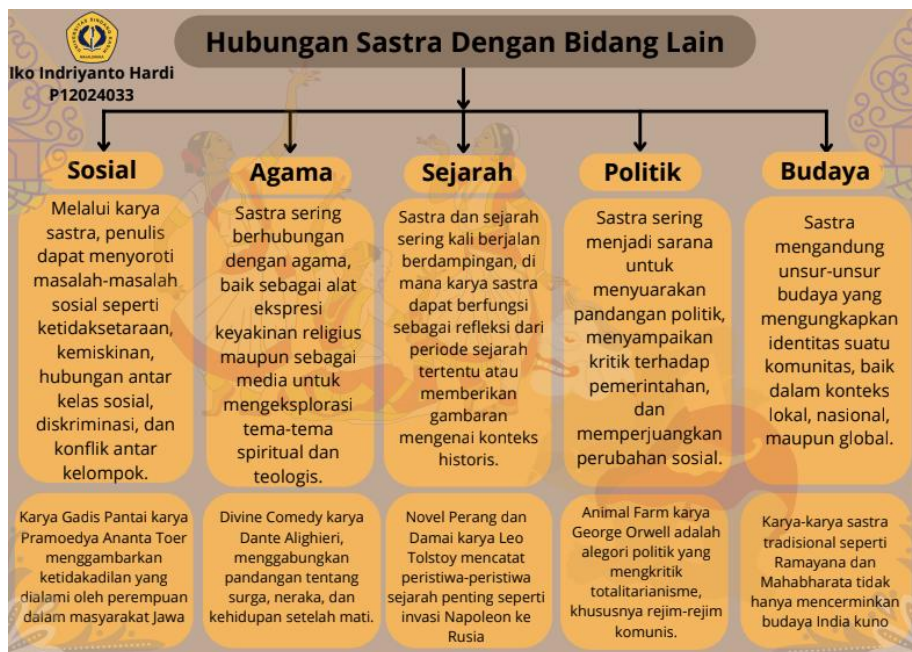 Hubungan Sastra Dengan Bidang Lain
Iko Indriyanto Hardi
P12024033
Sosial
Melalui karya
sastra, penulis
dapat menyoroti
masalah-masalah
sosial seperti
ketidaksetaraan,
kemiskinan,
hubungan antar
kelas sosial,
diskriminasi, dan
konflik antar
kelompok.
Karya Gadis Pantai karya
Pramoedya Ananta Toer
menggambarkan
ketidakadilan yang
dialami oleh perempuan
dalam masyarakat Jawa
Agama
Sastra sering
berhubungan
dengan agama,
baik sebagai alat
ekspresi
keyakinan religius
maupun sebagai
media untuk
mengeksplorasi
tema-tema
spiritual dan
teologis.
Divine Comedy karya
Dante Alighieri,
menggabungkan
pandangan tentang
surga, neraka, dan
kehidupan setelah mati.
Sejarah
Sastra dan sejarah
sering kali berjalan
berdampingan, di
mana karya sastra
dapat berfungsi
sebagai refleksi dari
periode sejarah
tertentu atau
memberikan
gambaran
mengenai konteks
historis.
Novel Perang dan
Damai karya Leo
Tolstoy mencatat
peristiwa-peristiwa
sejarah penting seperti
invasi Napoleon ke
Rusia
Politik
Sastra sering
menjadi sarana
untuk
menyuarakan
pandangan politik,
menyampaikan
kritik terhadap
pemerintahan,
dan
memperjuangkan
perubahan sosial.
Animal Farm karya
George Orwell adalah
alegori politik yang
mengkritik
totalitarianisme,
khususnya rejim-rejim
komunis.
Budaya
Sastra
mengandung
unsur-unsur
budaya yang
mengungkapkan
identitas suatu
komunitas, baik
dalam konteks
lokal, nasional,
maupun global.
Karya-karya sastra
tradisional seperti
Ramayana dan
Mahabharata tidak
hanya mencerminkan
budaya India kuno